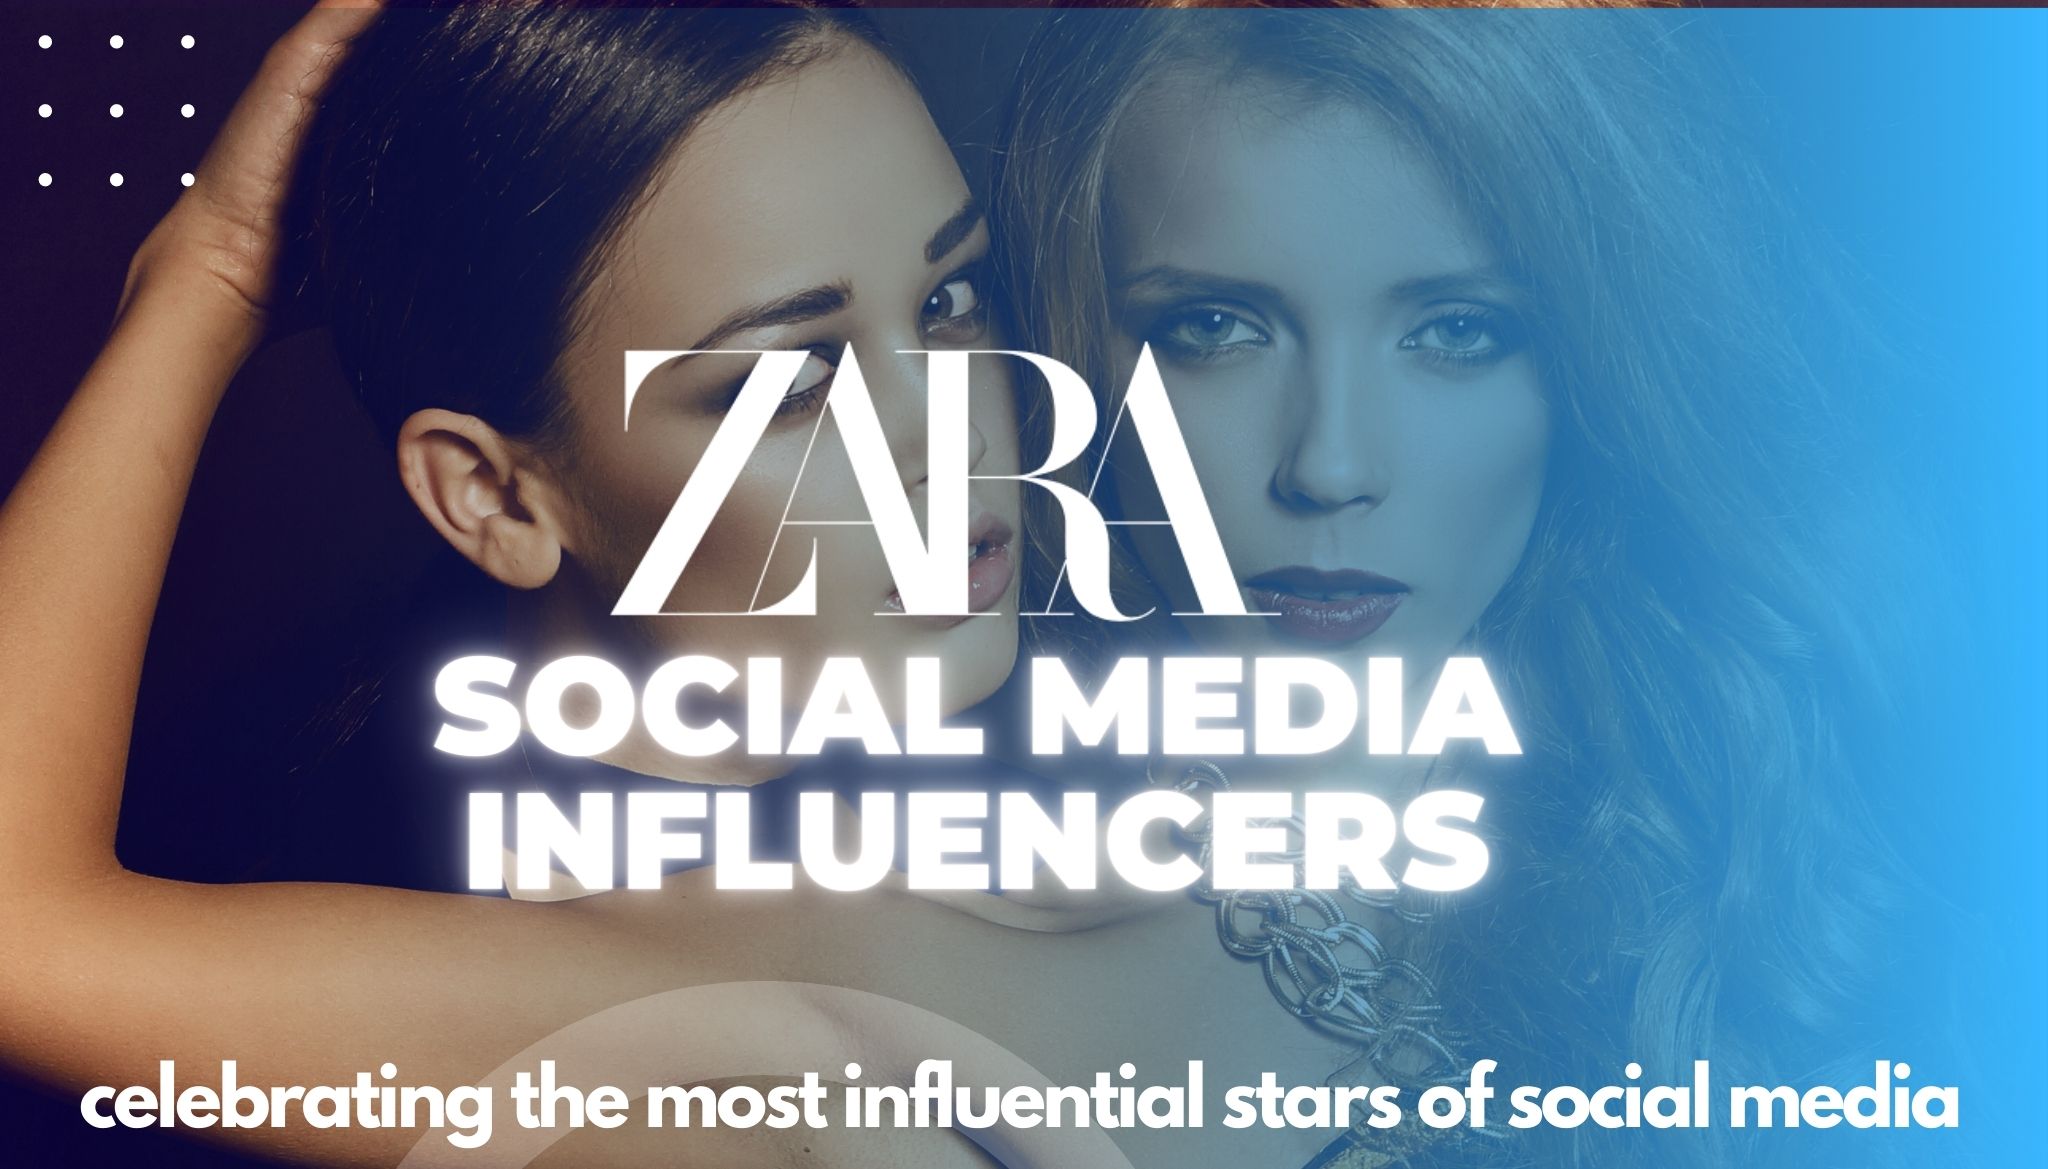 ZARA
SOCIAL MEDIA
INFLUENCERS
celebrating the most influential stars of social media